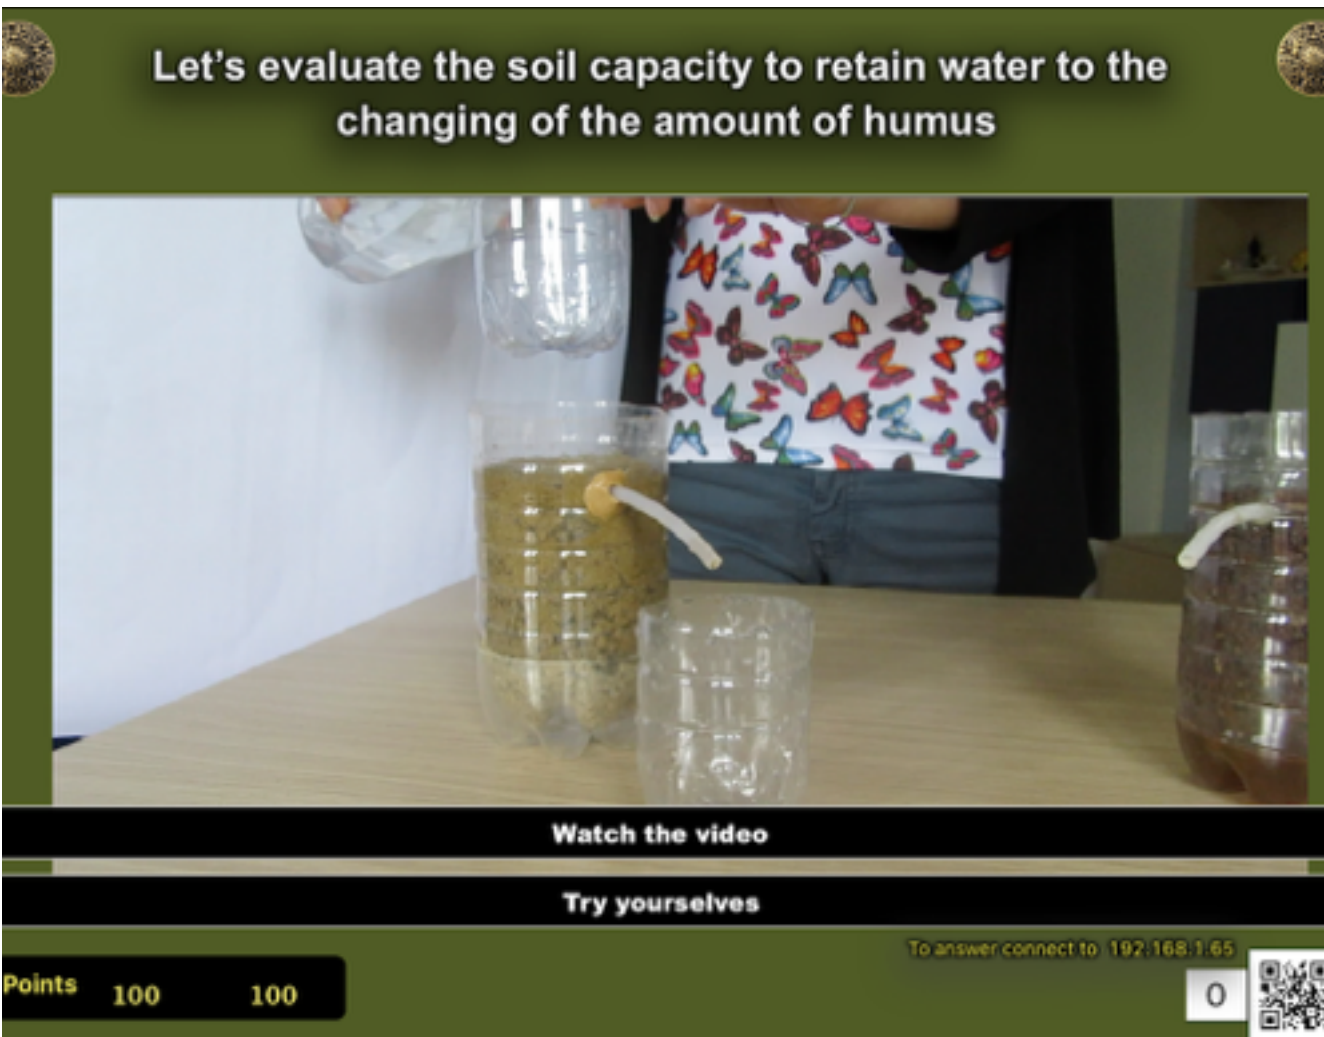 Let's evaluate the soil capacity to retain water to the
changing of the amount of humus
Watch the video
Try yourselves
To answer connect to 192.168.1.65
Points 100 100
0